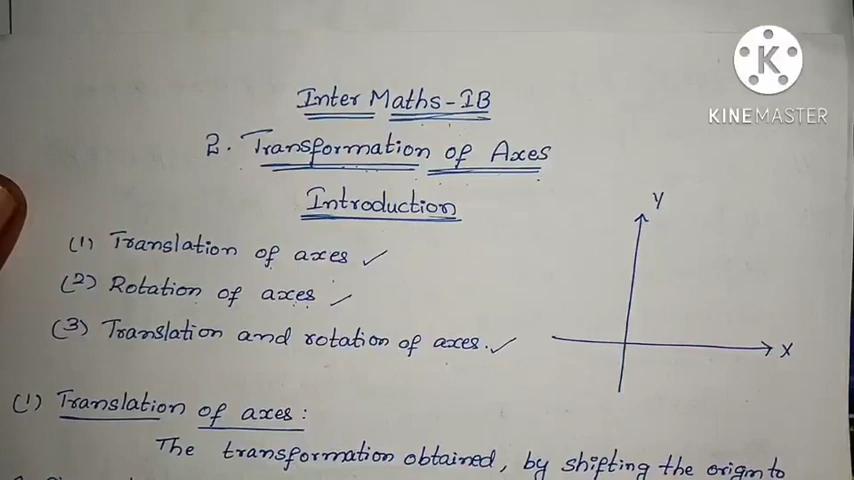 Inter Maths-IB
2. Transformation of Axes
Introduction
(1) Translation of axes ✓
(2) Rotation of axes ✓
(3) Translation and rotation of axes. ✓
Y
X
(1) Translation of axes:
The transformation obtained, by shifting the origin to
K
KINEMASTER